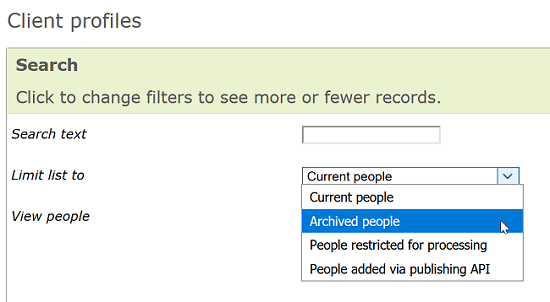 Client profiles
Search
Click to change filters to see more or fewer records.
Search text
Limit list to Current people
Current people
View people Archived people
People restricted for processing
People added via publishing API